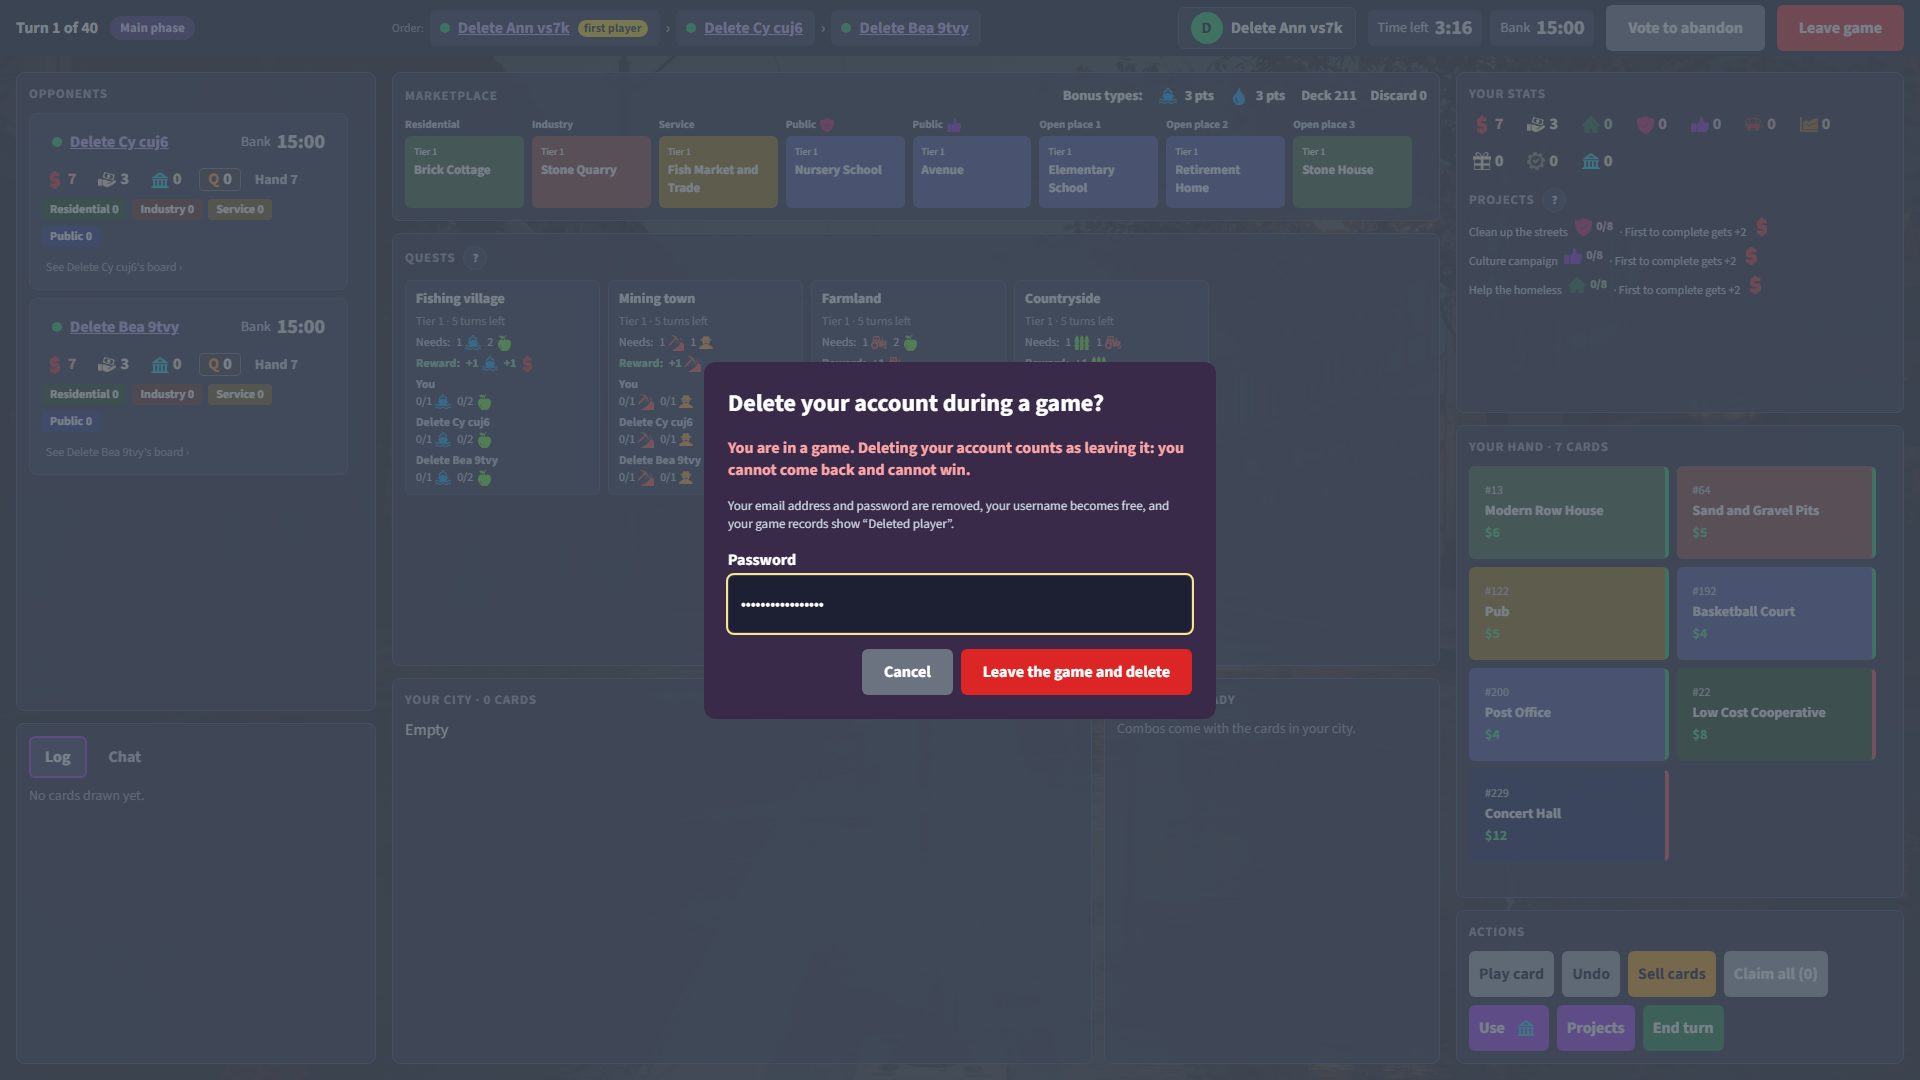 Turn 1 of 40
Main phase
Order:
Delete Ann vs7k
first player
›
Delete Cy cuj6
›
Delete Bea 9tvy
D
Delete Ann vs7k
Time left 3:16
Bank 15:00
Vote to abandon
Leave game
OPPONENTS
Delete Cy cuj6
Bank 15:00
7 3 0 Q 0 Hand 7
Residential 0 Industry 0 Service 0
Public 0
See Delete Cy cuj6's board ›
Delete Bea 9tvy
Bank 15:00
7 3 0 Q 0 Hand 7
Residential 0 Industry 0 Service 0
Public 0
See Delete Bea 9tvy's board ›
Log
Chat
No cards drawn yet.
MARKETPLACE
Bonus types: 3 pts 3 pts Deck 211 Discard 0
Residential
Tier 1
Brick Cottage
Industry
Tier 1
Stone Quarry
Service
Tier 1
Fish Market and
Trade
Public
Tier 1
Nursery School
Public
Tier 1
Avenue
Open place 1
Tier 1
Elementary
School
Open place 2
Tier 1
Retirement
Home
Open place 3
Tier 1
Stone House
QUESTS ?
Fishing village
Tier 1 · 5 turns left
Needs: 1 2
Reward: +1 +1
You
0/1 0/2
Delete Cy cuj6
0/1 0/2
Delete Bea 9tvy
0/1 0/2
Mining town
Tier 1 · 5 turns left
Needs: 1 1
Reward: +1
You
0/1 0/1
Delete Cy cuj6
0/1 0/1
Delete Bea 9tvy
0/1 0/1
Farmland
Tier 1 · 5 turns left
Needs: 1 2
Countryside
Tier 1 · 5 turns left
Needs: 1 1
Delete your account during a game?
You are in a game. Deleting your account counts as leaving it: you
cannot come back and cannot win.
Your email address and password are removed, your username becomes free, and
your game records show “Deleted player”.
Password
•••••••••••••••••
Cancel
Leave the game and delete
YOUR CITY · 0 CARDS
Empty
Combos come with the cards in your city.
YOUR STATS
7 3 0 0 0 0 0
0 0 0
PROJECTS ?
Clean up the streets 0/8 · First to complete gets +2
Culture campaign 0/8 · First to complete gets +2
Help the homeless 0/8 · First to complete gets +2
YOUR HAND · 7 CARDS
#13
Modern Row House
$6
#64
Sand and Gravel Pits
$5
#122
Pub
$5
#192
Basketball Court
$4
#200
Post Office
$4
#22
Low Cost Cooperative
$8
#229
Concert Hall
$12
ACTIONS
Play card
Undo
Sell cards
Claim all (0)
Use
Projects
End turn